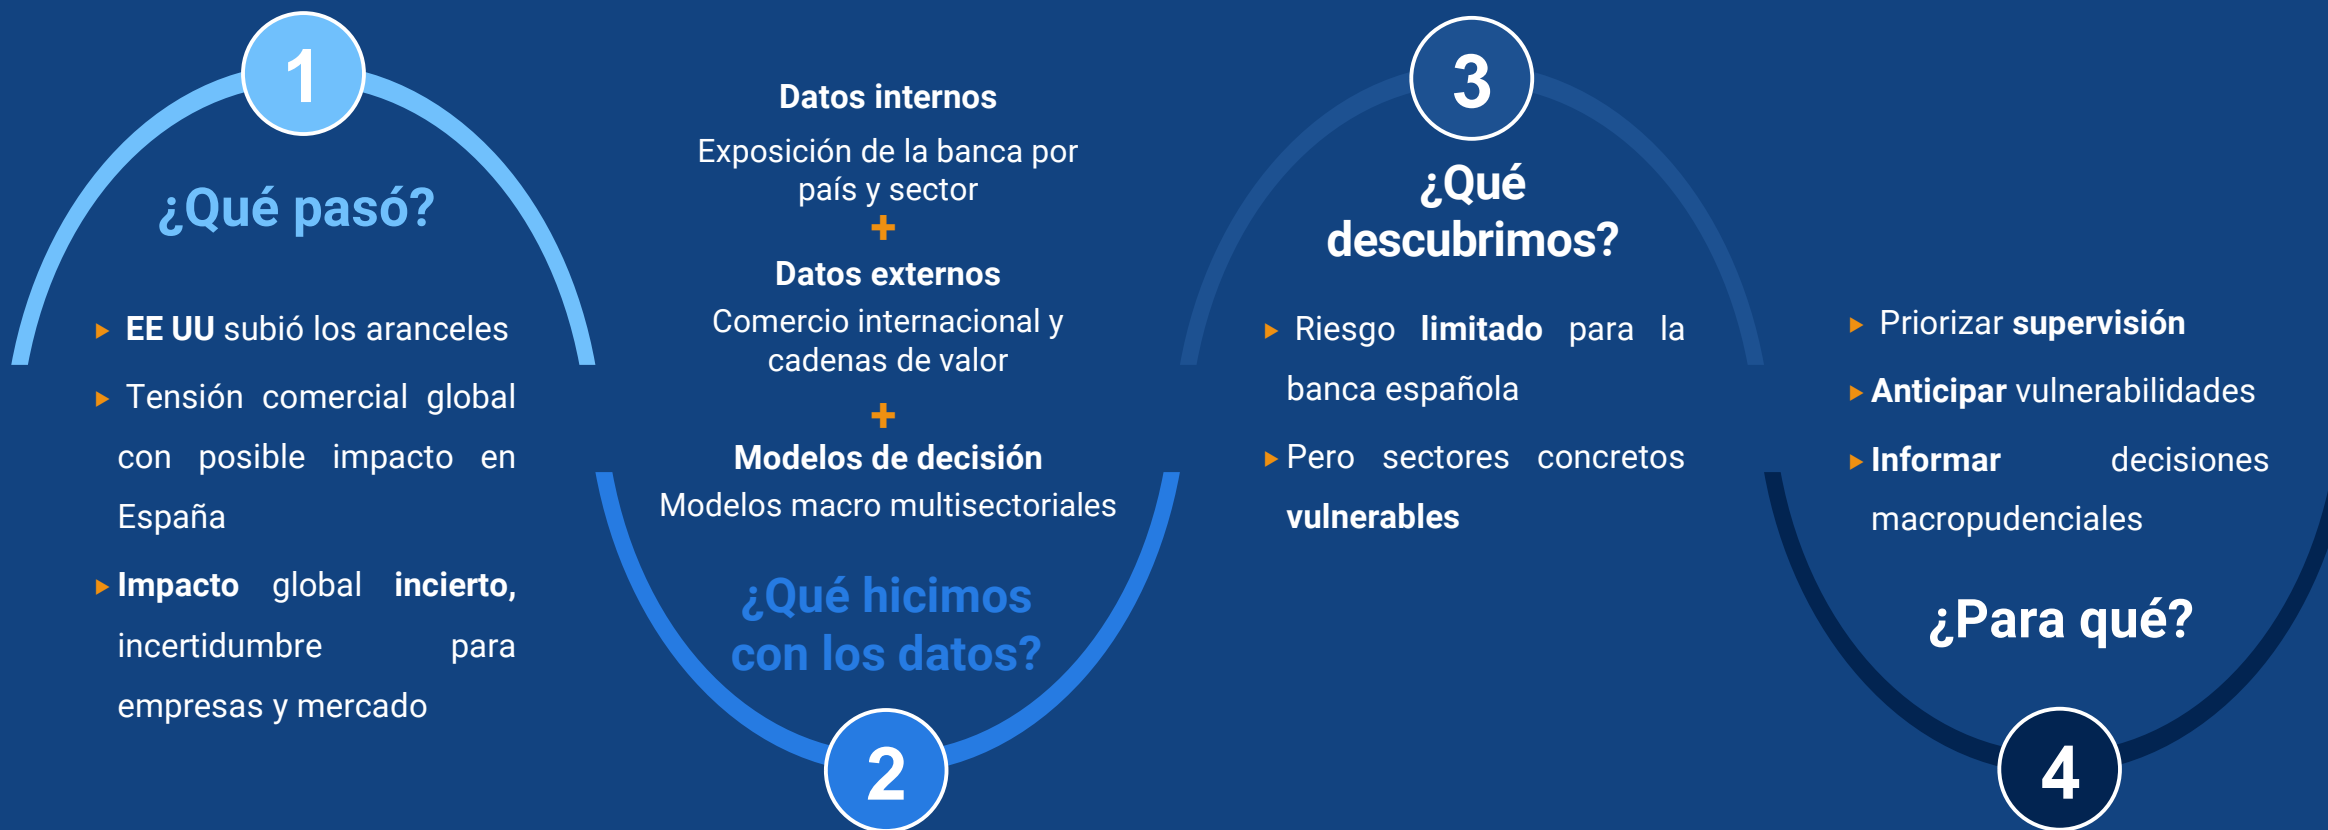 1
¿Qué pasó?
EE UU subió los aranceles
Tensión comercial global
con posible impacto en
España
Impacto global incierto,
incertidumbre para
empresas y mercado
Datos internos
Exposición de la banca por
país y sector
+
Datos externos
Comercio internacional y
cadenas de valor
+
Modelos de decisión
Modelos macro multisectoriales
¿Qué hicimos
con los datos?
2
3
¿Qué
descubrimos?
Riesgo limitado para la
banca española
Pero sectores concretos
vulnerables
Priorizar supervisión
Anticipar vulnerabilidades
Informar decisiones
macropudenciales
¿Para qué?
4